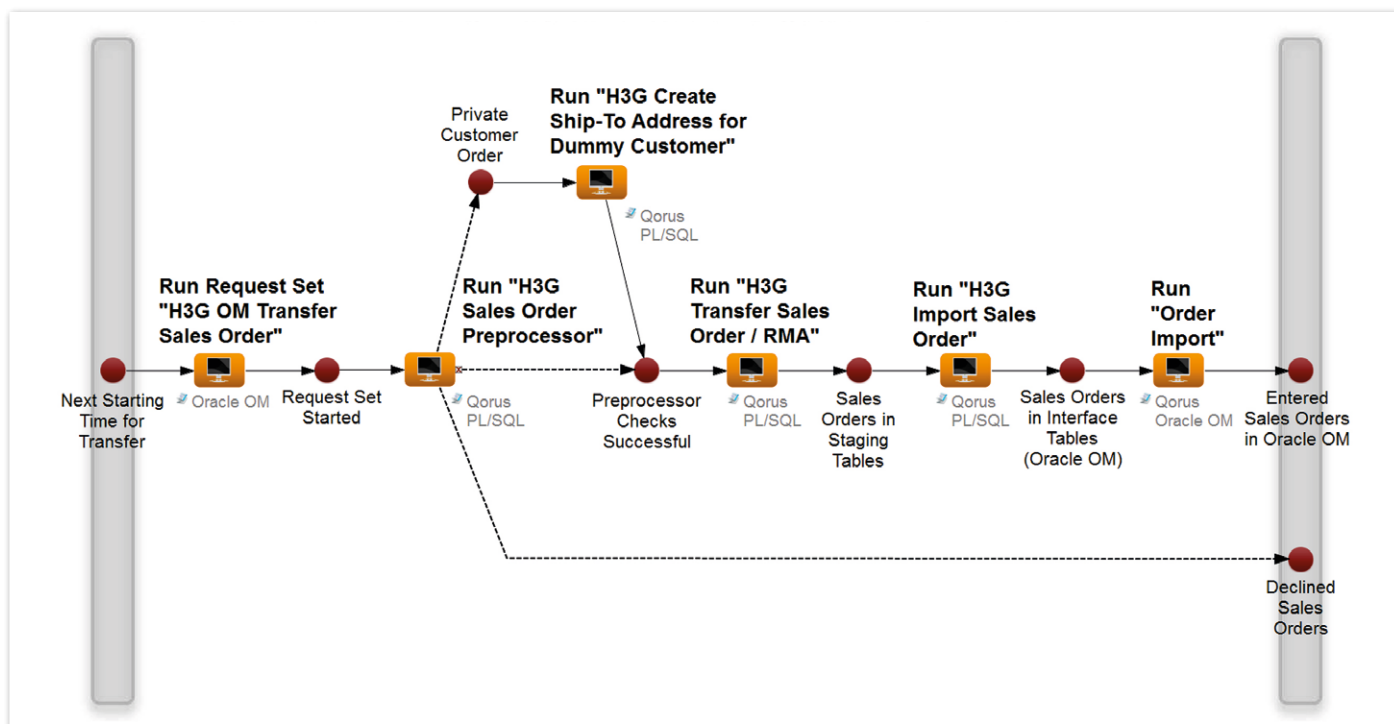 Private
Customer
Order
Run "H3G Create
Ship-To Address for
Dummy Customer"
Qorus
PL/SQL
Run Request Set
"H3G OM Transfer
Sales Order"
Run "H3G
Sales Order
Preprocessor"
Run "H3G
Transfer Sales
Order / RMA"
Run "H3G
Import Sales
Order"
Run
"Order
Import"
Next Starting
Time for
Transfer
Oracle OM
Request Set
Started
Qorus
PL/SQL
Preprocessor
Checks
Successful
Qorus
PL/SQL
Sales
Orders in
Staging
Tables
Qorus
PL/SQL
Sales Orders
in Interface
Tables
(Oracle OM)
Qorus
Oracle OM
Entered
Sales Orders
in Oracle OM
Declined
Sales
Orders